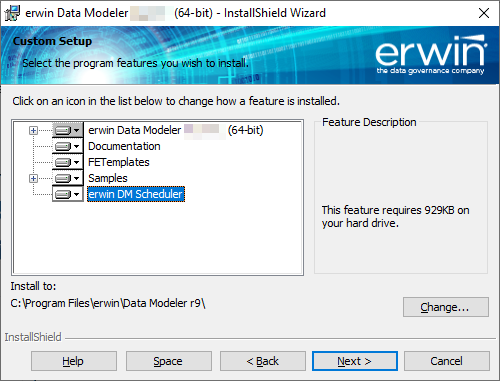 erwin Data Modeler (64-bit) - InstallShield Wizard
Custom Setup
Select the program features you wish to install.
erwin
the data governance company
Click on an icon in the list below to change how a feature is installed.
erwin Data Modeler (64-bit)
Documentation
FETemplates
Samples
erwin DM Scheduler
Feature Description
This feature requires 929KB on
your hard drive.
Install to:
C:\Program Files\erwin\Data Modeler r9\
Change...
InstallShield
Help
Space
< Back
Next >
Cancel